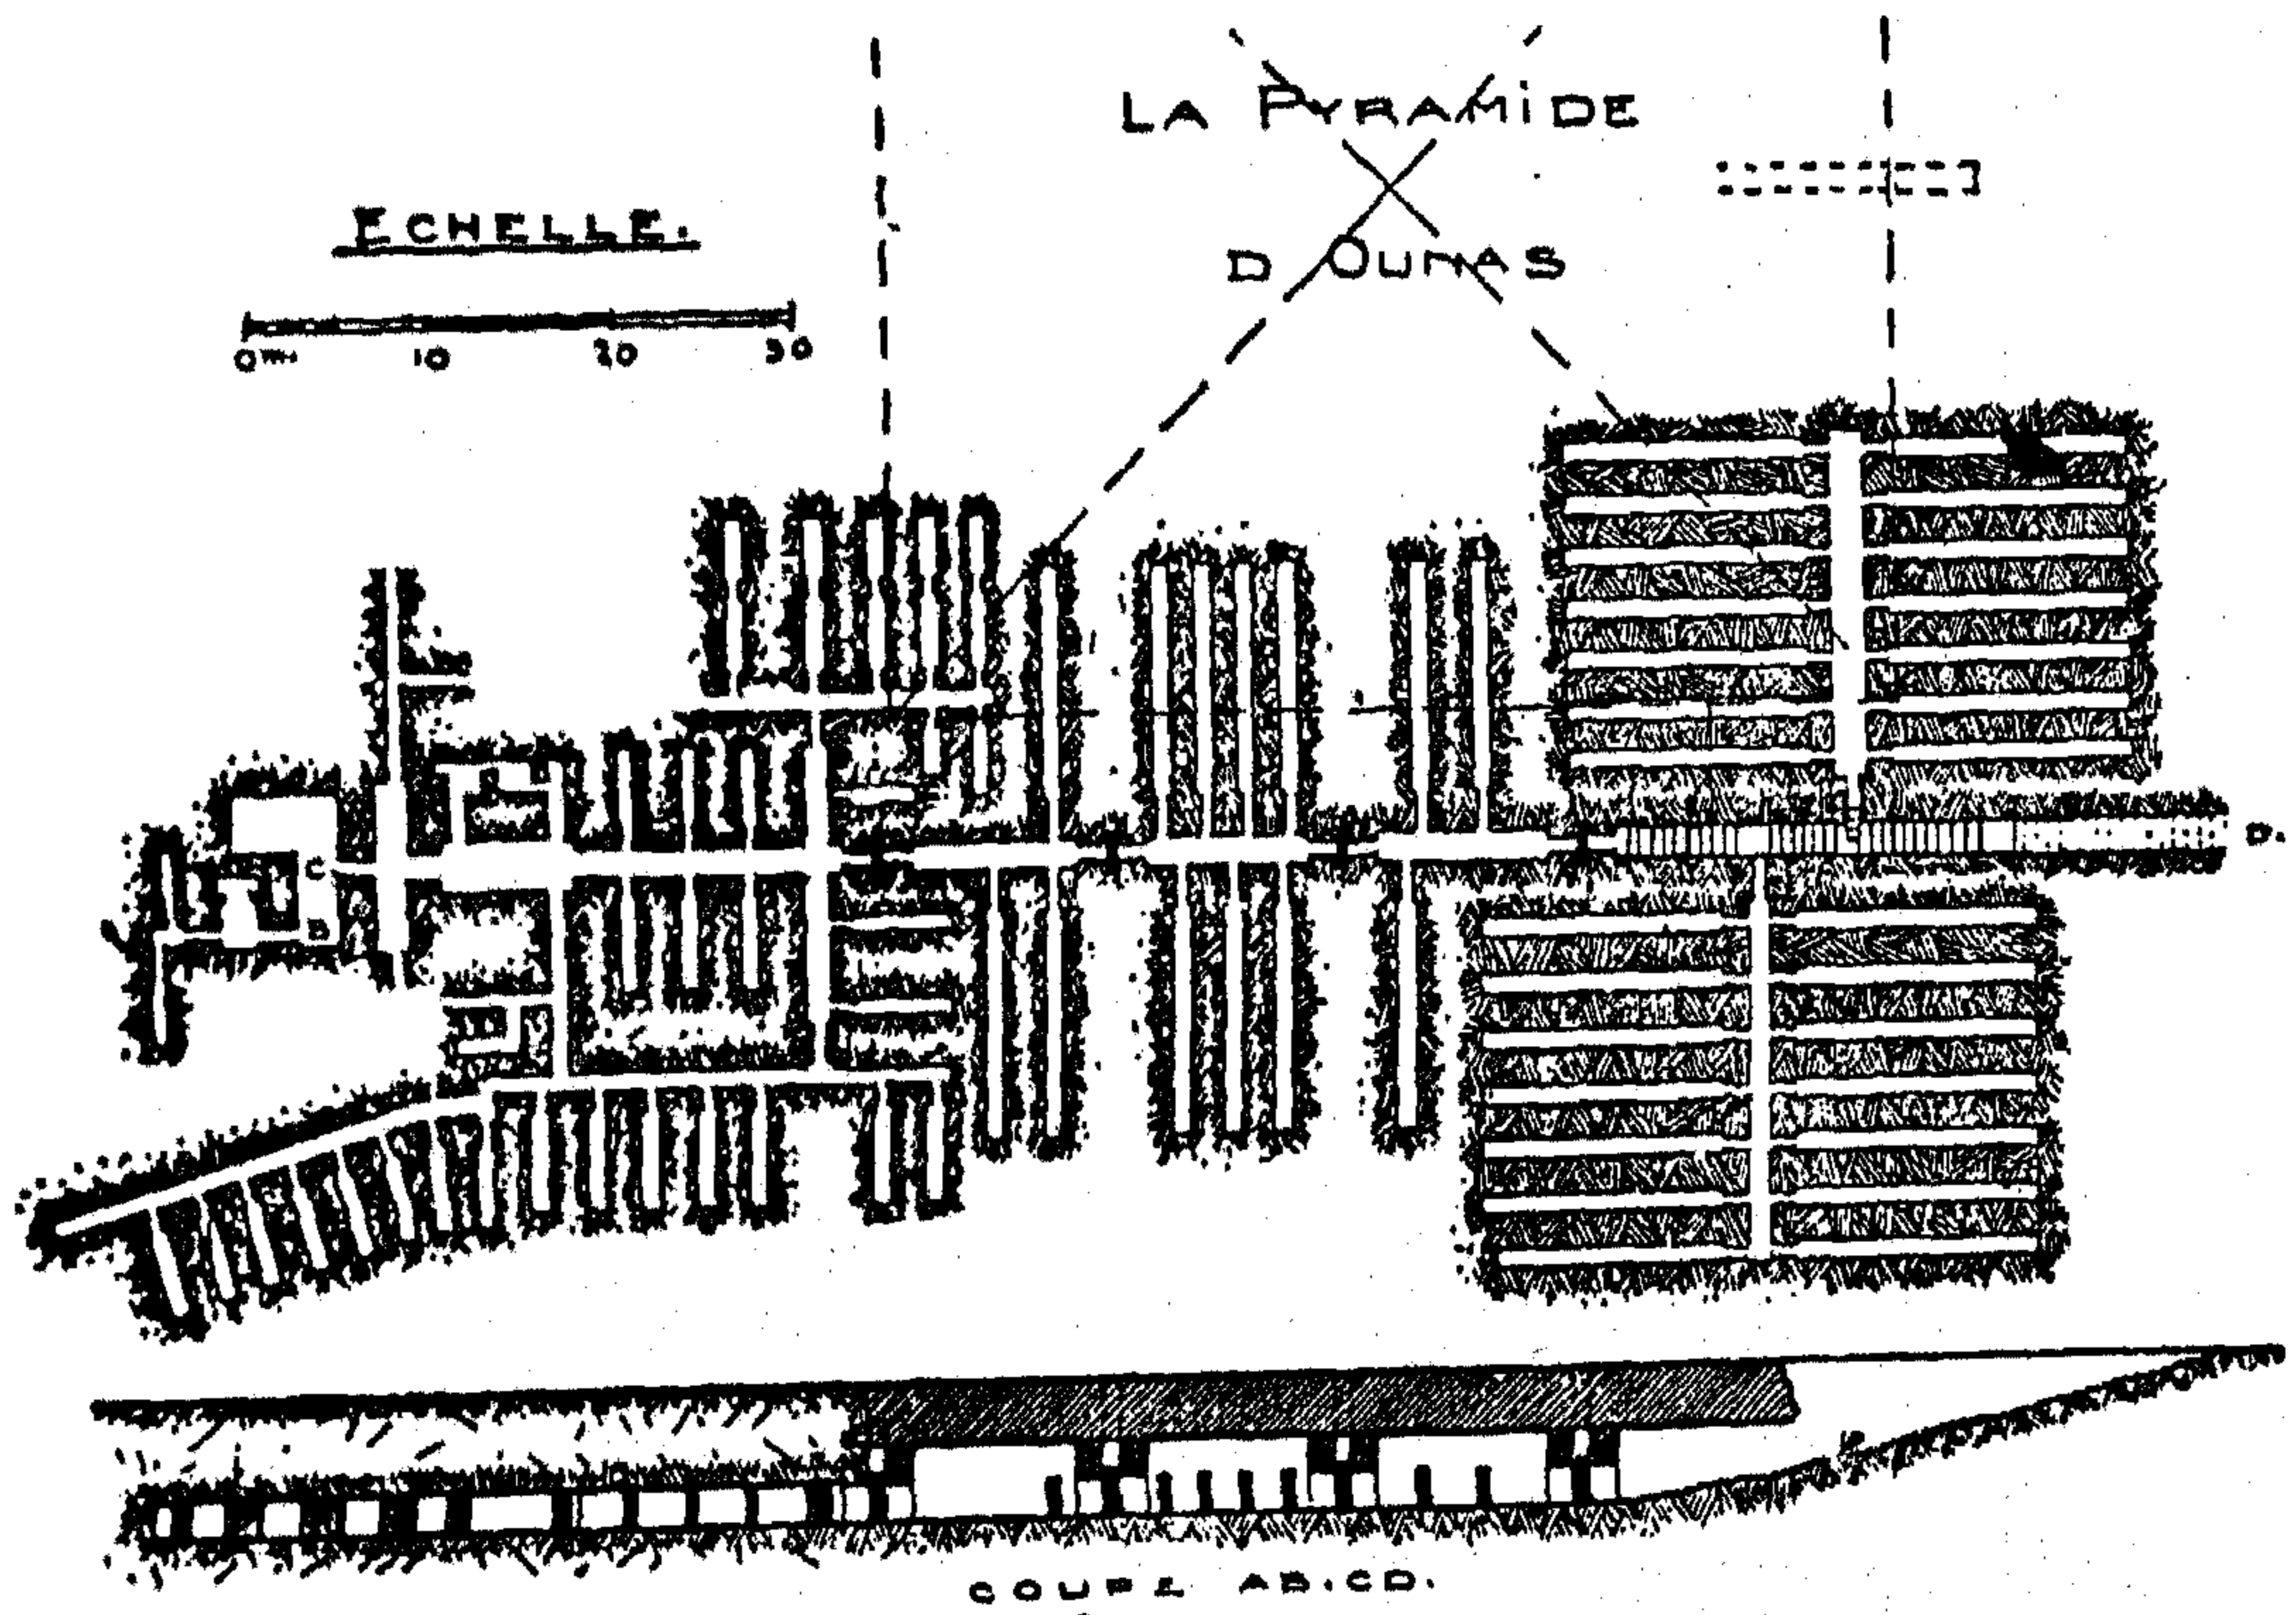 LA PYRAMIDE
D OUNAS
ECHELLE.
0m. 10 20 30
C
B
D.
COUPE AB.CD.